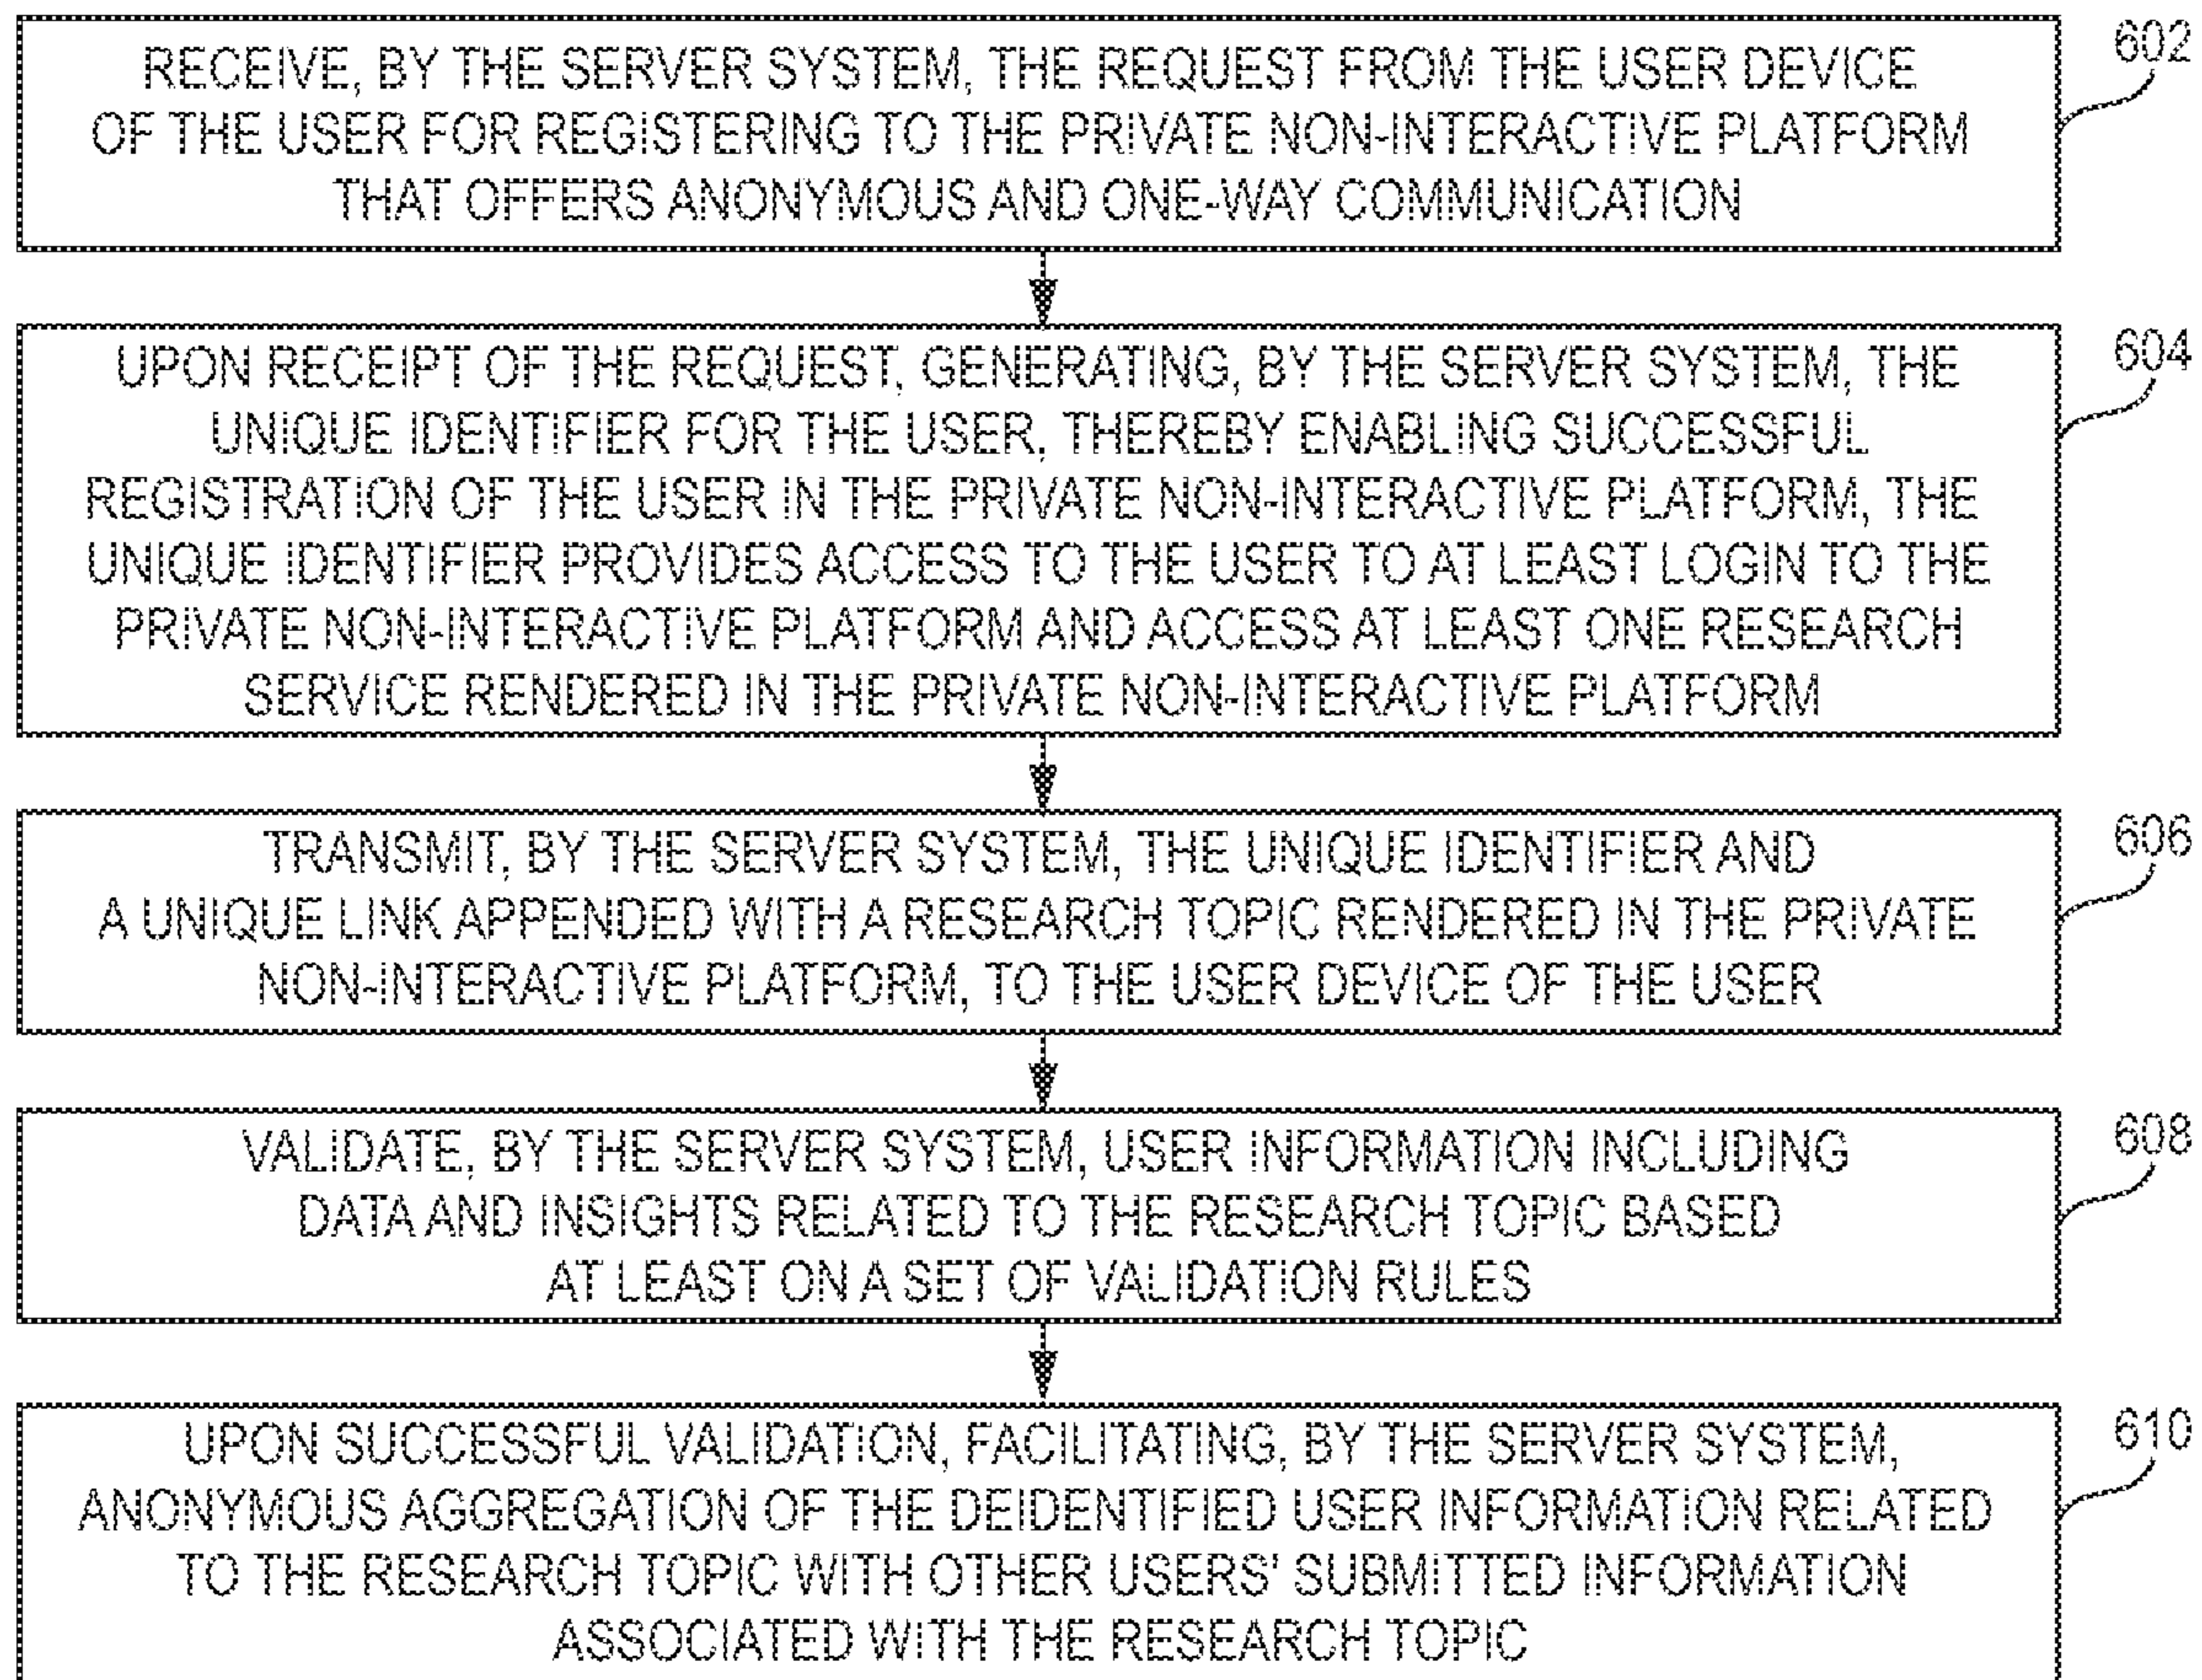 RECEIVE, BY THE SERVER SYSTEM, THE REQUEST FROM THE USER DEVICE
OF THE USER FOR REGISTERING TO THE PRIVATE NON-INTERACTIVE PLATFORM
THAT OFFERS ANONYMOUS AND ONE-WAY COMMUNICATION
602
UPON RECEIPT OF THE REQUEST, GENERATING, BY THE SERVER SYSTEM, THE
UNIQUE IDENTIFIER FOR THE USER, THEREBY ENABLING SUCCESSFUL
REGISTRATION OF THE USER IN THE PRIVATE NON-INTERACTIVE PLATFORM, THE
UNIQUE IDENTIFIER PROVIDES ACCESS TO THE USER TO AT LEAST LOGIN TO THE
PRIVATE NON-INTERACTIVE PLATFORM AND ACCESS AT LEAST ONE RESEARCH
SERVICE RENDERED IN THE PRIVATE NON-INTERACTIVE PLATFORM
604
TRANSMIT, BY THE SERVER SYSTEM, THE UNIQUE IDENTIFIER AND
A UNIQUE LINK APPENDED WITH A RESEARCH TOPIC RENDERED IN THE PRIVATE
NON-INTERACTIVE PLATFORM, TO THE USER DEVICE OF THE USER
606
VALIDATE, BY THE SERVER SYSTEM, USER INFORMATION INCLUDING
DATA AND INSIGHTS RELATED TO THE RESEARCH TOPIC BASED
AT LEAST ON A SET OF VALIDATION RULES
608
UPON SUCCESSFUL VALIDATION, FACILITATING, BY THE SERVER SYSTEM,
ANONYMOUS AGGREGATION OF THE DEIDENTIFIED USER INFORMATION RELATED
TO THE RESEARCH TOPIC WITH OTHER USERS' SUBMITTED INFORMATION
ASSOCIATED WITH THE RESEARCH TOPIC
610